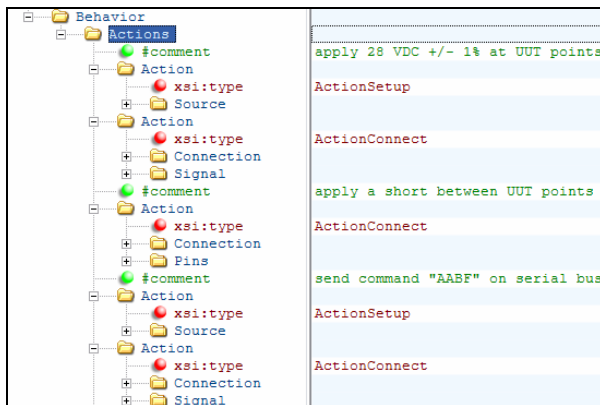 Behavior
Actions
#comment apply 28 VDC +/- 1% at UUT points
Action
xsi:type ActionSetup
Source
Action
xsi:type ActionConnect
Connection
Signal
#comment apply a short between UUT points
Action
xsi:type ActionConnect
Connection
Pins
#comment send command "AABF" on serial bus
Action
xsi:type ActionSetup
Source
Action
xsi:type ActionConnect
Connection
Signal